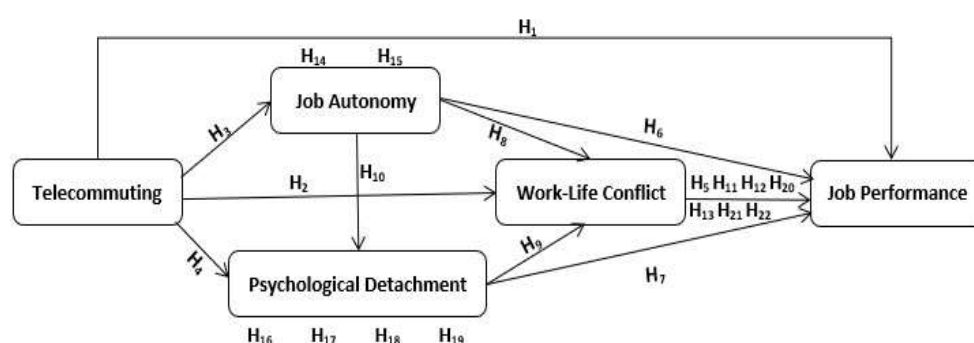 H₁
H₁₄ H₁₅
Job Autonomy
H₃
H₈
H₆
H₁₀
Telecommuting
H₂
Work-Life Conflict
H₅ H₁₁ H₁₂ H₂₀
H₁₃ H₂₁ H₂₂
Job Performance
H₄
H₉
H₇
Psychological Detachment
H₁₆ H₁₇ H₁₈ H₁₉